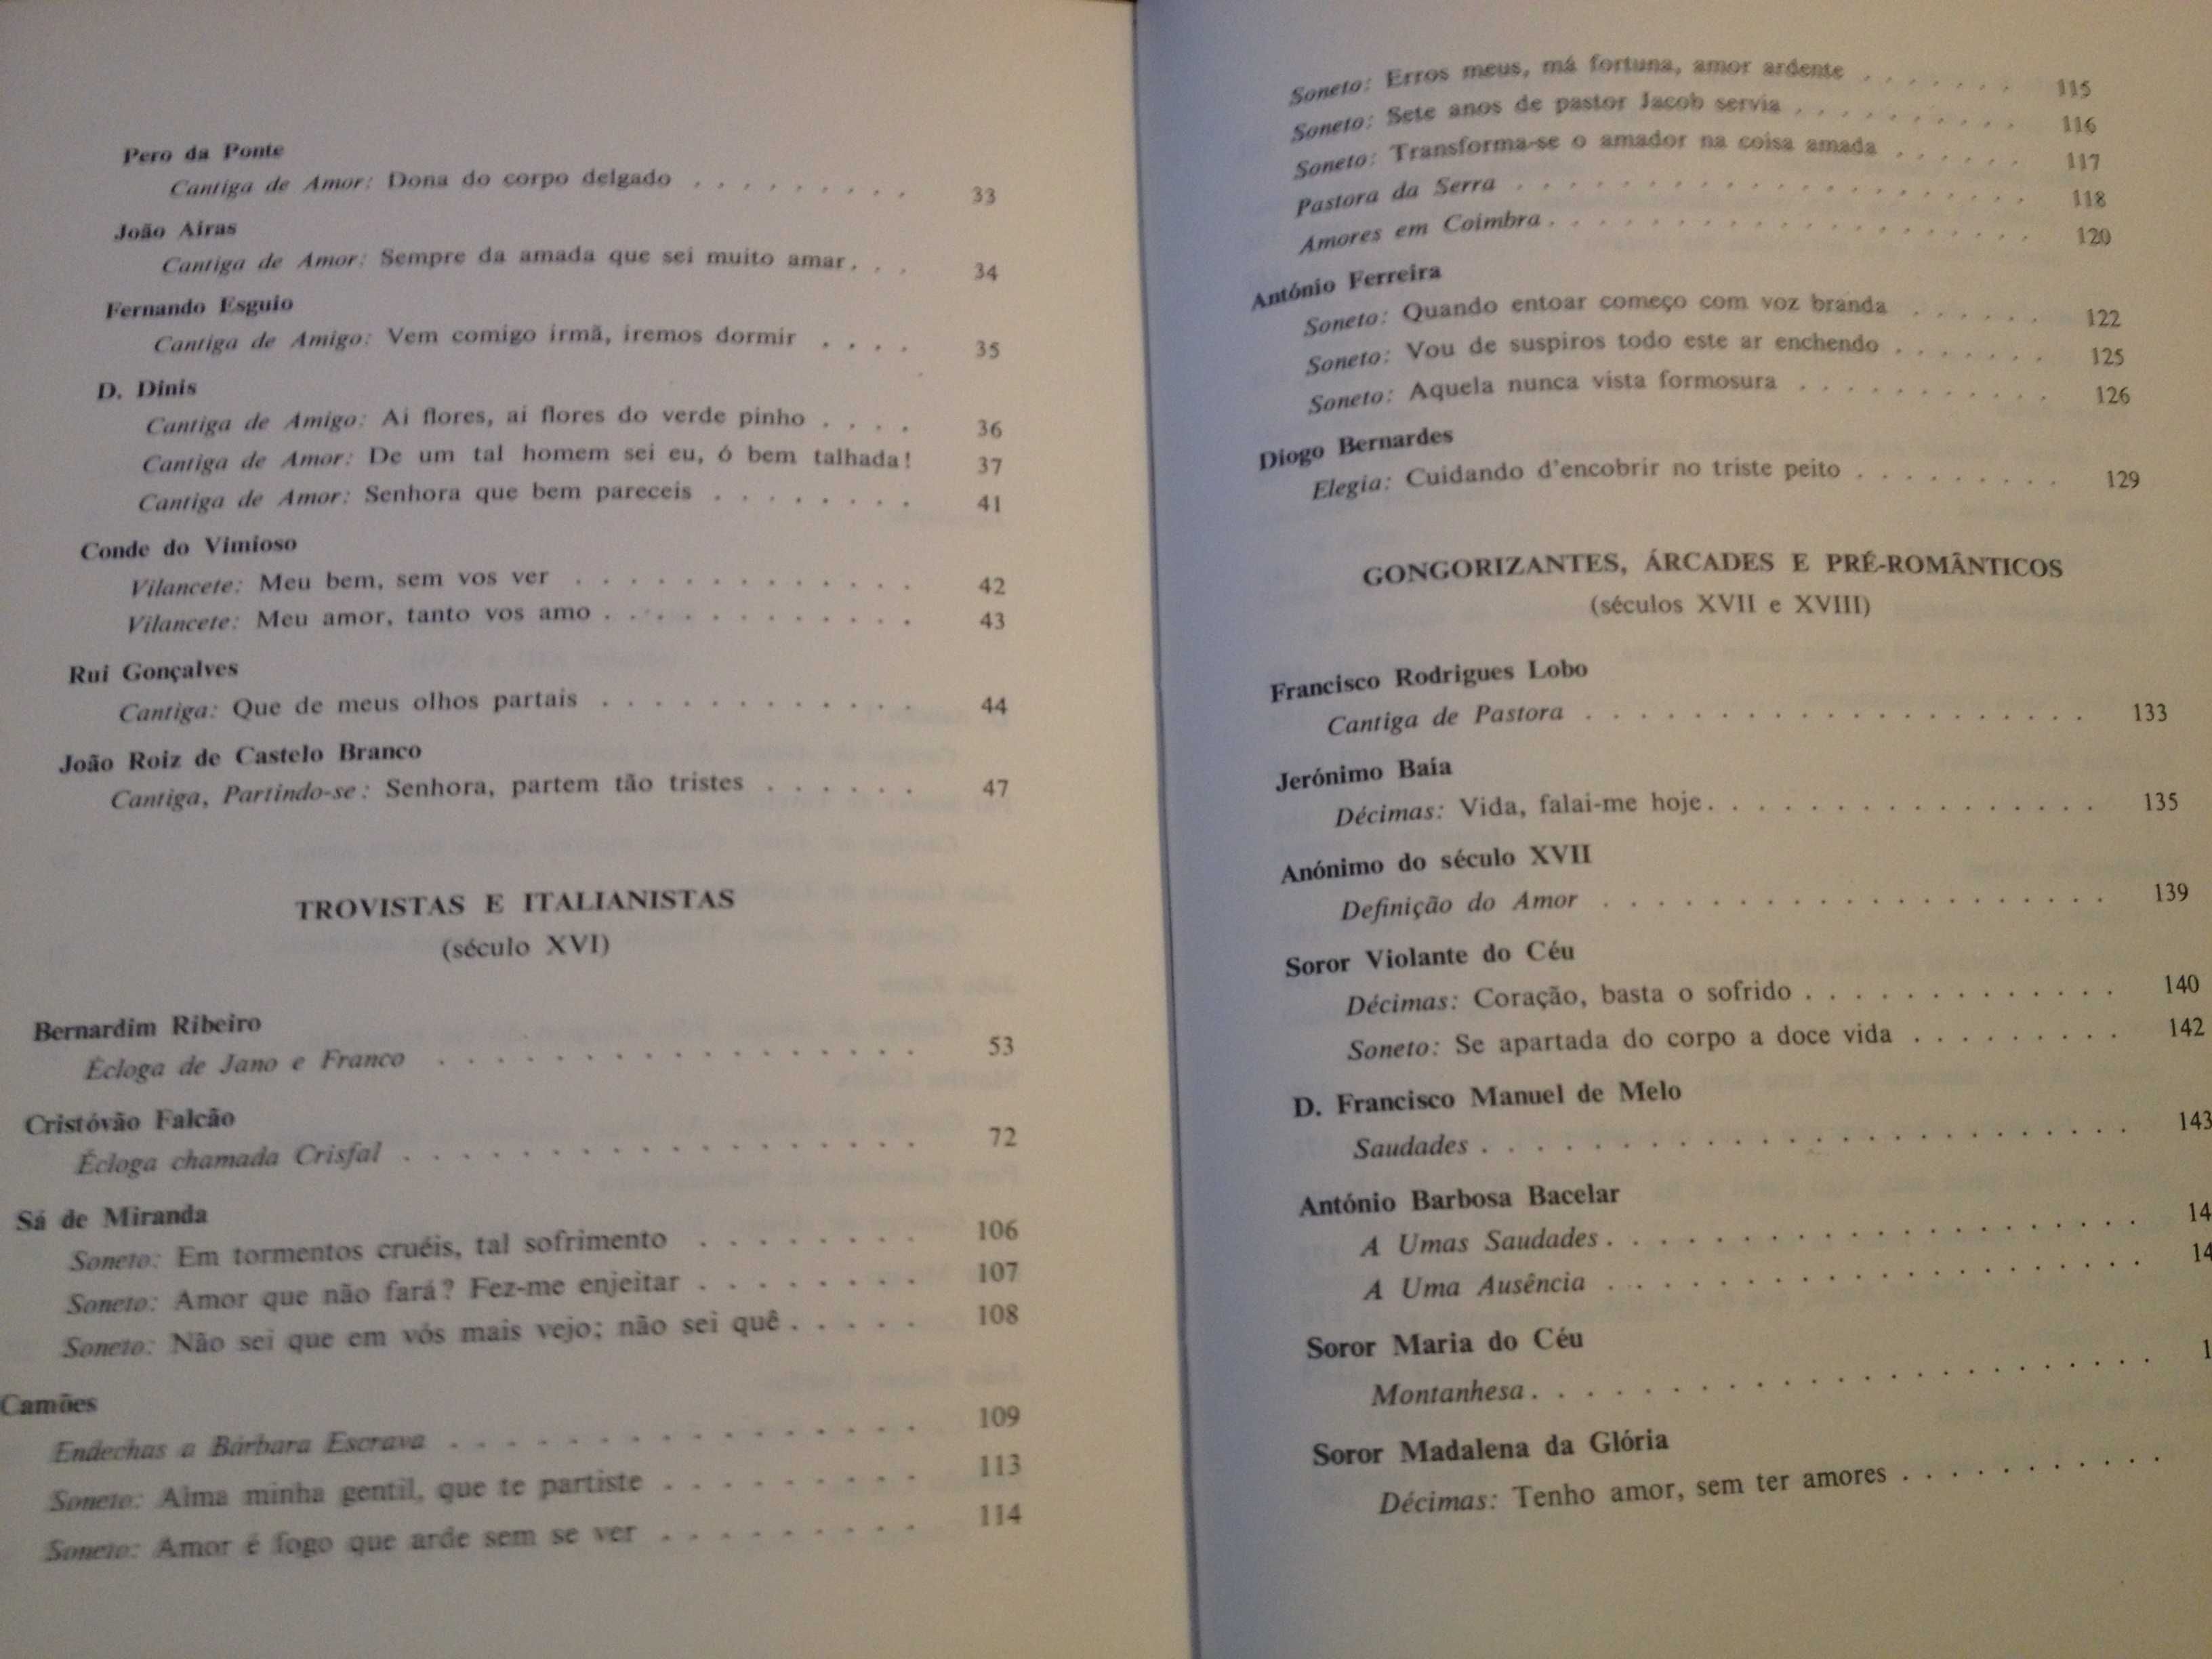 Pero da Ponte
Cantiga de Amor: Dona do corpo delgado . . . . . . . . . 33
João Airas
Cantiga de Amor: Sempre da amada que sei muito amar. . . 34
Fernando Esguio
Cantiga de Amigo: Vem comigo irmã, iremos dormir . . . . 35
D. Dinis
Cantiga de Amigo: Ai flores, ai flores do verde pinho . . . . 36
Cantiga de Amor: De um tal homem sei eu, ó bem talhada! 37
Cantiga de Amor: Senhora que bem pareceis . . . . . . . . 41
Conde do Vimioso
Vilancete: Meu bem, sem vos ver . . . . . . . . . . . . . 42
Vilancete: Meu amor, tanto vos amo . . . . . . . . . . . . 43
Rui Gonçalves
Cantiga: Que de meus olhos partais . . . . . . . . . . . . 44
João Roiz de Castelo Branco
Cantiga, Partindo-se: Senhora, partem tão tristes . . . . . . 47
TROVISTAS E ITALIANISTAS
(século XVI)
Bernardim Ribeiro
Écloga de Jano e Franco . . . . . . . . . . . . . . . . . 53
Cristóvão Falcão
Écloga chamada Crisfal . . . . . . . . . . . . . . . . . . 72
Sá de Miranda
Soneto: Em tormentos cruéis, tal sofrimento . . . . . . . . 106
Soneto: Amor que não fará? Fez-me enjeitar . . . . . . . . 107
Soneto: Não sei que em vós mais vejo; não sei quê . . . . . 108
Camões
Endechas a Bárbara Escrava . . . . . . . . . . . . . . . . 109
Soneto: Alma minha gentil, que te partiste . . . . . . . . . 113
Soneto: Amor é fogo que arde sem se ver . . . . . . . . . 114
Soneto: Erros meus, má fortuna, amor ardente . . . . . . . 115
Soneto: Sete anos de pastor Jacob servia . . . . . . . . . . 116
Soneto: Transforma-se o amador na coisa amada . . . . . . 117
Pastora da Serra . . . . . . . . . . . . . . . . . . . 118
Amores em Coimbra . . . . . . . . . . . . . . . . . . 120
António Ferreira
Soneto: Quando entoar começo com voz branda . . . . . . 122
Soneto: Vou de suspiros todo este ar enchendo . . . . . . . 125
Soneto: Aquela nunca vista formosura . . . . . . . . . . 126
Diogo Bernardes
Elegia: Cuidando d'encobrir no triste peito . . . . . . . . . 129
GONGORIZANTES, ÁRCADES E PRÉ-ROMÂNTICOS
(séculos XVII e XVIII)
Francisco Rodrigues Lobo
Cantiga de Pastora . . . . . . . . . . . . . . . . . . . 133
Jerónimo Baía
Décimas: Vida, falai-me hoje . . . . . . . . . . . . . . . 135
Anónimo do século XVII
Definição do Amor . . . . . . . . . . . . . . . . . . . 139
Soror Violante do Céu
Décimas: Coração, basta o sofrido . . . . . . . . . . . . 140
Soneto: Se apartada do corpo a doce vida . . . . . . . . 142
D. Francisco Manuel de Melo
Saudades . . . . . . . . . . . . . . . . . . . . . . . 143
António Barbosa Bacelar
A Umas Saudades . . . . . . . . . . . . . . . . . . . . 14
A Uma Ausência . . . . . . . . . . . . . . . . . . . . 14
Soror Maria do Céu
Montanhesa . . . . . . . . . . . . . . . . . . . . . . 1
Soror Madalena da Glória
Décimas: Tenho amor, sem ter amores . . . . . . . . . . .